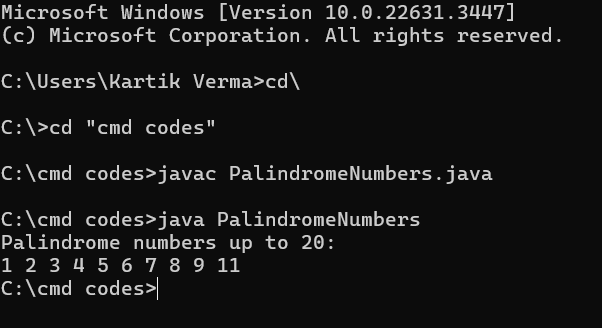 Microsoft Windows [Version 10.0.22631.3447]
(c) Microsoft Corporation. All rights reserved.
C:\Users\Kartik Verma>cd\
C:\>cd "cmd codes"
C:\cmd codes>javac PalindromeNumbers.java
C:\cmd codes>java PalindromeNumbers
Palindrome numbers up to 20:
1 2 3 4 5 6 7 8 9 11
C:\cmd codes>